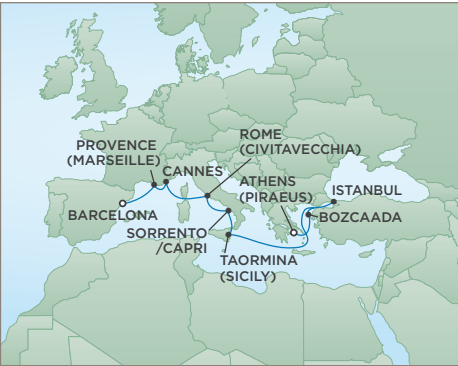 PROVENCE
(MARSEILLE)
CANNES
ROME
(CIVITAVECCHIA)
ATHENS
(PIRAEUS)
ISTANBUL
BOZCAADA
BARCELONA
SORRENTO
/CAPRI
TAORMINA
(SICILY)